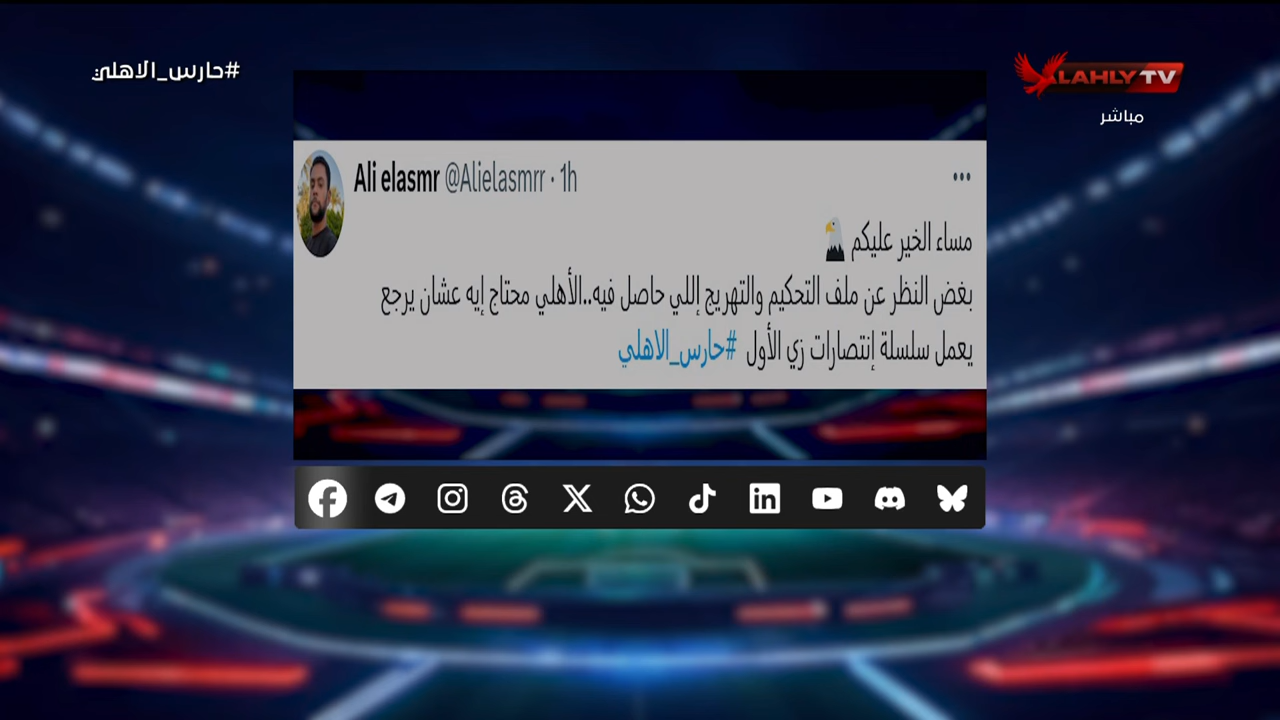 #حارس_الاهلي
ALAHLY TV
مباشر
Ali elasmr @Alielasmrr · 1h
مساء الخير عليكم
بغض النظر عن ملف التحكيم والتهريج إللي حاصل فيه..الأهلي محتاج إيه عشان يرجع
يعمل سلسلة إنتصارات زي الأول #حارس_الاهلي